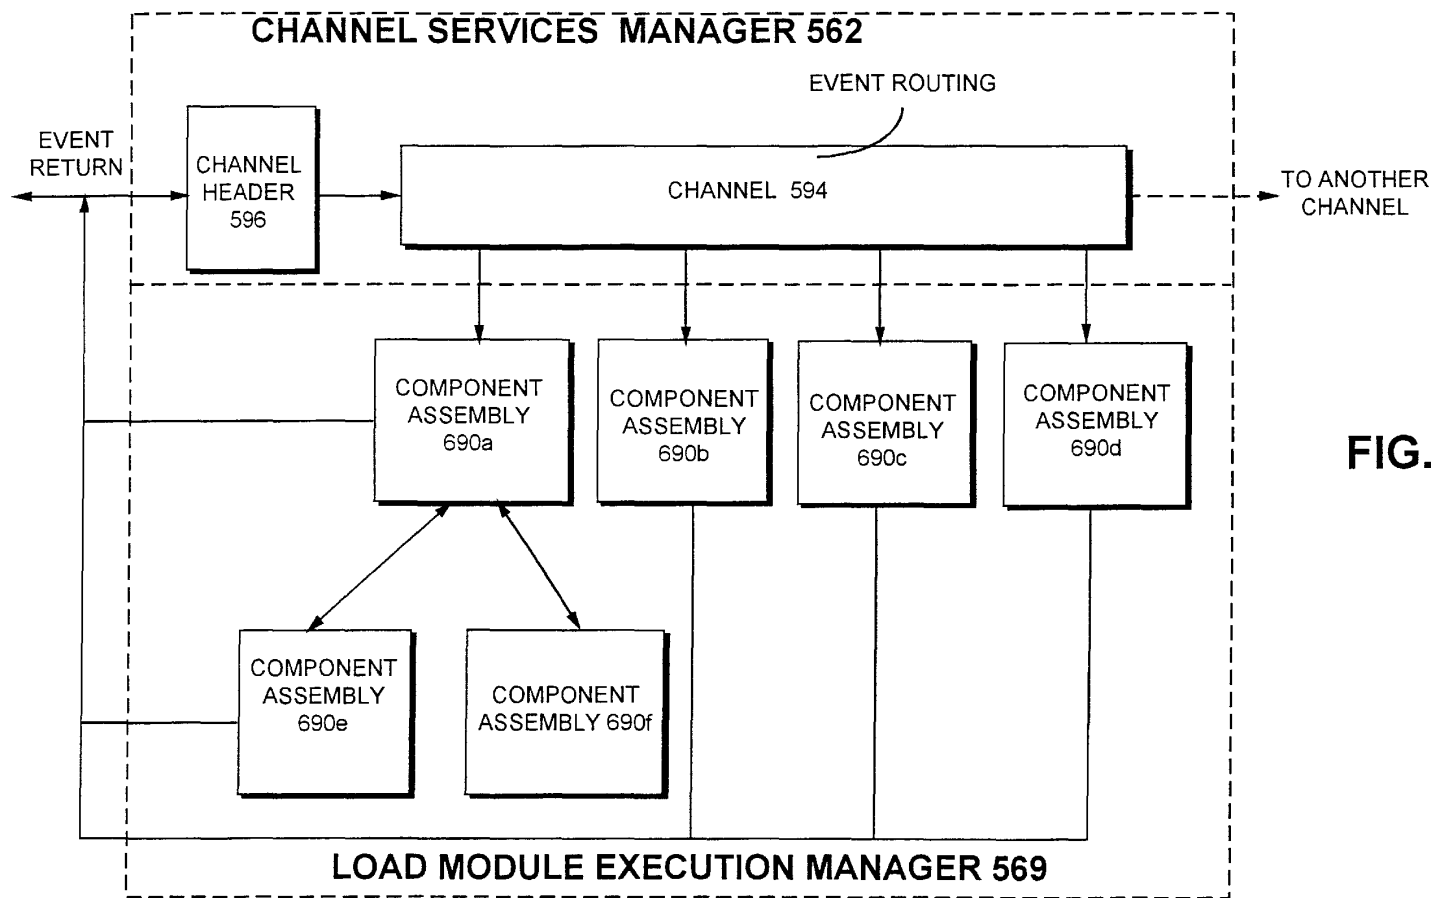 CHANNEL SERVICES MANAGER 562
EVENT ROUTING
EVENT
RETURN
CHANNEL
HEADER
596
CHANNEL 594
TO ANOTHER
CHANNEL
COMPONENT
ASSEMBLY
690a
COMPONENT
ASSEMBLY
690b
COMPONENT
ASSEMBLY
690c
COMPONENT
ASSEMBLY
690d
FIG.
COMPONENT
ASSEMBLY
690e
COMPONENT
ASSEMBLY 690f
LOAD MODULE EXECUTION MANAGER 569